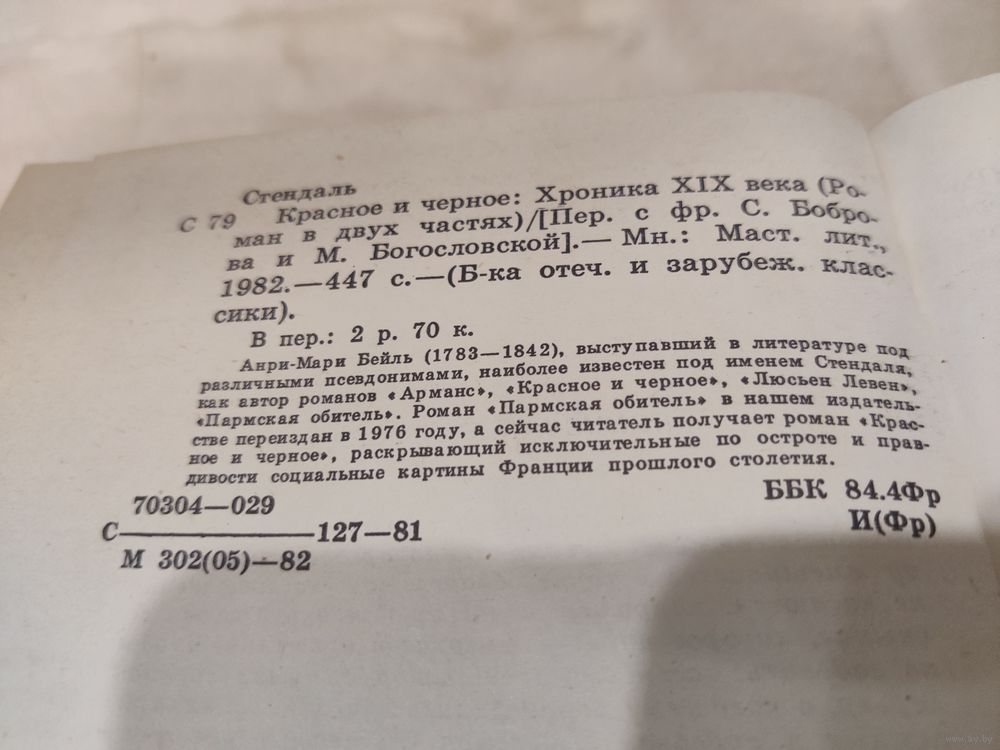 Стендаль
С 79 Красное и черное: Хроника XIX века (Ро-
ман в двух частях)/[Пер. с фр. С. Бобро-
ва и М. Богословской].— Мн.: Маст. лит.,
1982.—447 с.—(Б-ка отеч. и зарубеж. клас-
сики).
В пер.: 2 р. 70 к.
Анри-Мари Бейль (1783—1842), выступавший в литературе под
различными псевдонимами, наиболее известен под именем Стендаля,
как автор романов «Арманс», «Красное и черное», «Люсьен Левен»,
«Пармская обитель». Роман «Пармская обитель» в нашем издатель-
стве переиздан в 1976 году, а сейчас читатель получает роман «Крас-
ное и черное», раскрывающий исключительные по остроте и прав-
дивости социальные картины Франции прошлого столетия.
70304—029
С————127—81
М 302(05)—82
ББК 84.4Фр
И(Фр)
www.ay.by